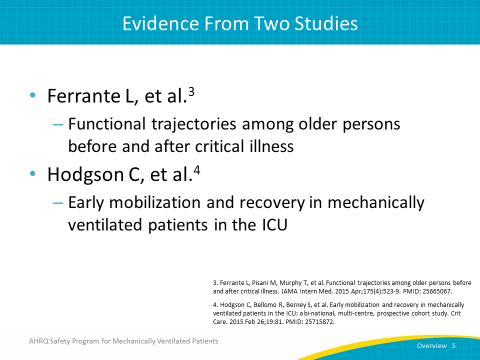 Evidence From Two Studies
• Ferrante L, et al.³
– Functional trajectories among older persons
before and after critical illness
• Hodgson C, et al.⁴
– Early mobilization and recovery in mechanically
ventilated patients in the ICU
3. Ferrante L, Pisani M, Murphy T, et al. Functional trajectories among older persons before
and after critical illness. JAMA Intern Med. 2015 Apr;175(4):523-9. PMID: 25665067.
4. Hodgson C, Bellomo R, Berney S, et al. Early mobilization and recovery in mechanically
ventilated patients in the ICU: a bi-national, multi-centre, prospective cohort study. Crit
Care. 2015 Feb 26;19:81. PMID: 25715872.
AHRQ Safety Program for Mechanically Ventilated Patients
Overview 5